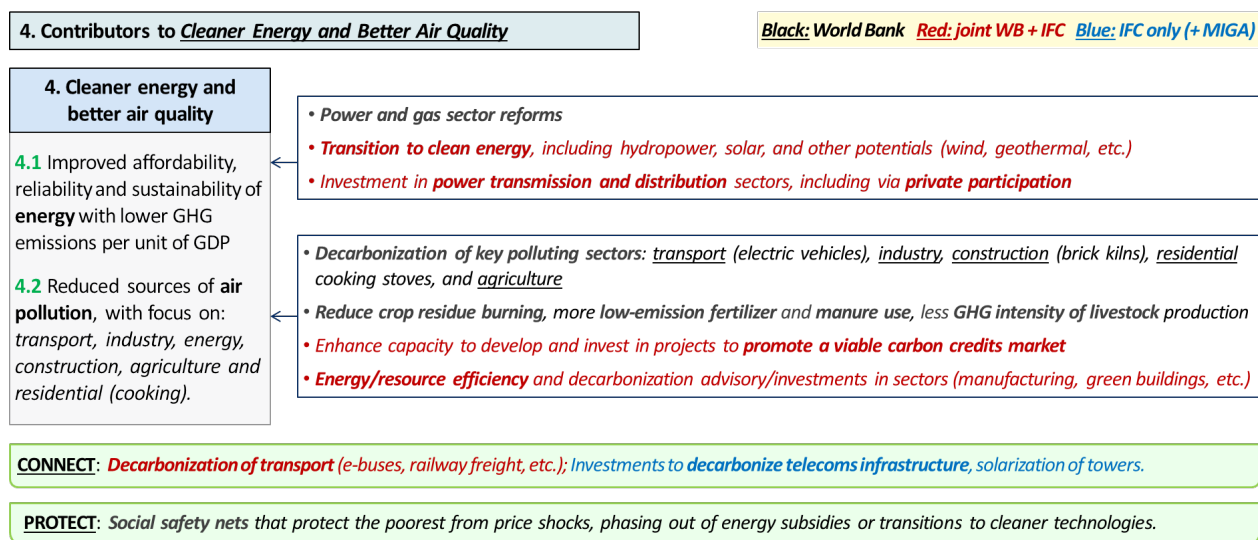 4. Contributors to Cleaner Energy and Better Air Quality
Black: World Bank Red: joint WB + IFC Blue: IFC only (+ MIGA)
4. Cleaner energy and
better air quality
4.1 Improved affordability,
reliability and sustainability of
energy with lower GHG
emissions per unit of GDP
4.2 Reduced sources of air
pollution, with focus on:
transport, industry, energy,
construction, agriculture and
residential (cooking).
• Power and gas sector reforms
• Transition to clean energy, including hydropower, solar, and other potentials (wind, geothermal, etc.)
• Investment in power transmission and distribution sectors, including via private participation
• Decarbonization of key polluting sectors: transport (electric vehicles), industry, construction (brick kilns), residential
cooking stoves, and agriculture
• Reduce crop residue burning, more low-emission fertilizer and manure use, less GHG intensity of livestock production
• Enhance capacity to develop and invest in projects to promote a viable carbon credits market
• Energy/resource efficiency and decarbonization advisory/investments in sectors (manufacturing, green buildings, etc.)
CONNECT: Decarbonization of transport (e-buses, railway freight, etc.); Investments to decarbonize telecoms infrastructure, solarization of towers.
PROTECT: Social safety nets that protect the poorest from price shocks, phasing out of energy subsidies or transitions to cleaner technologies.